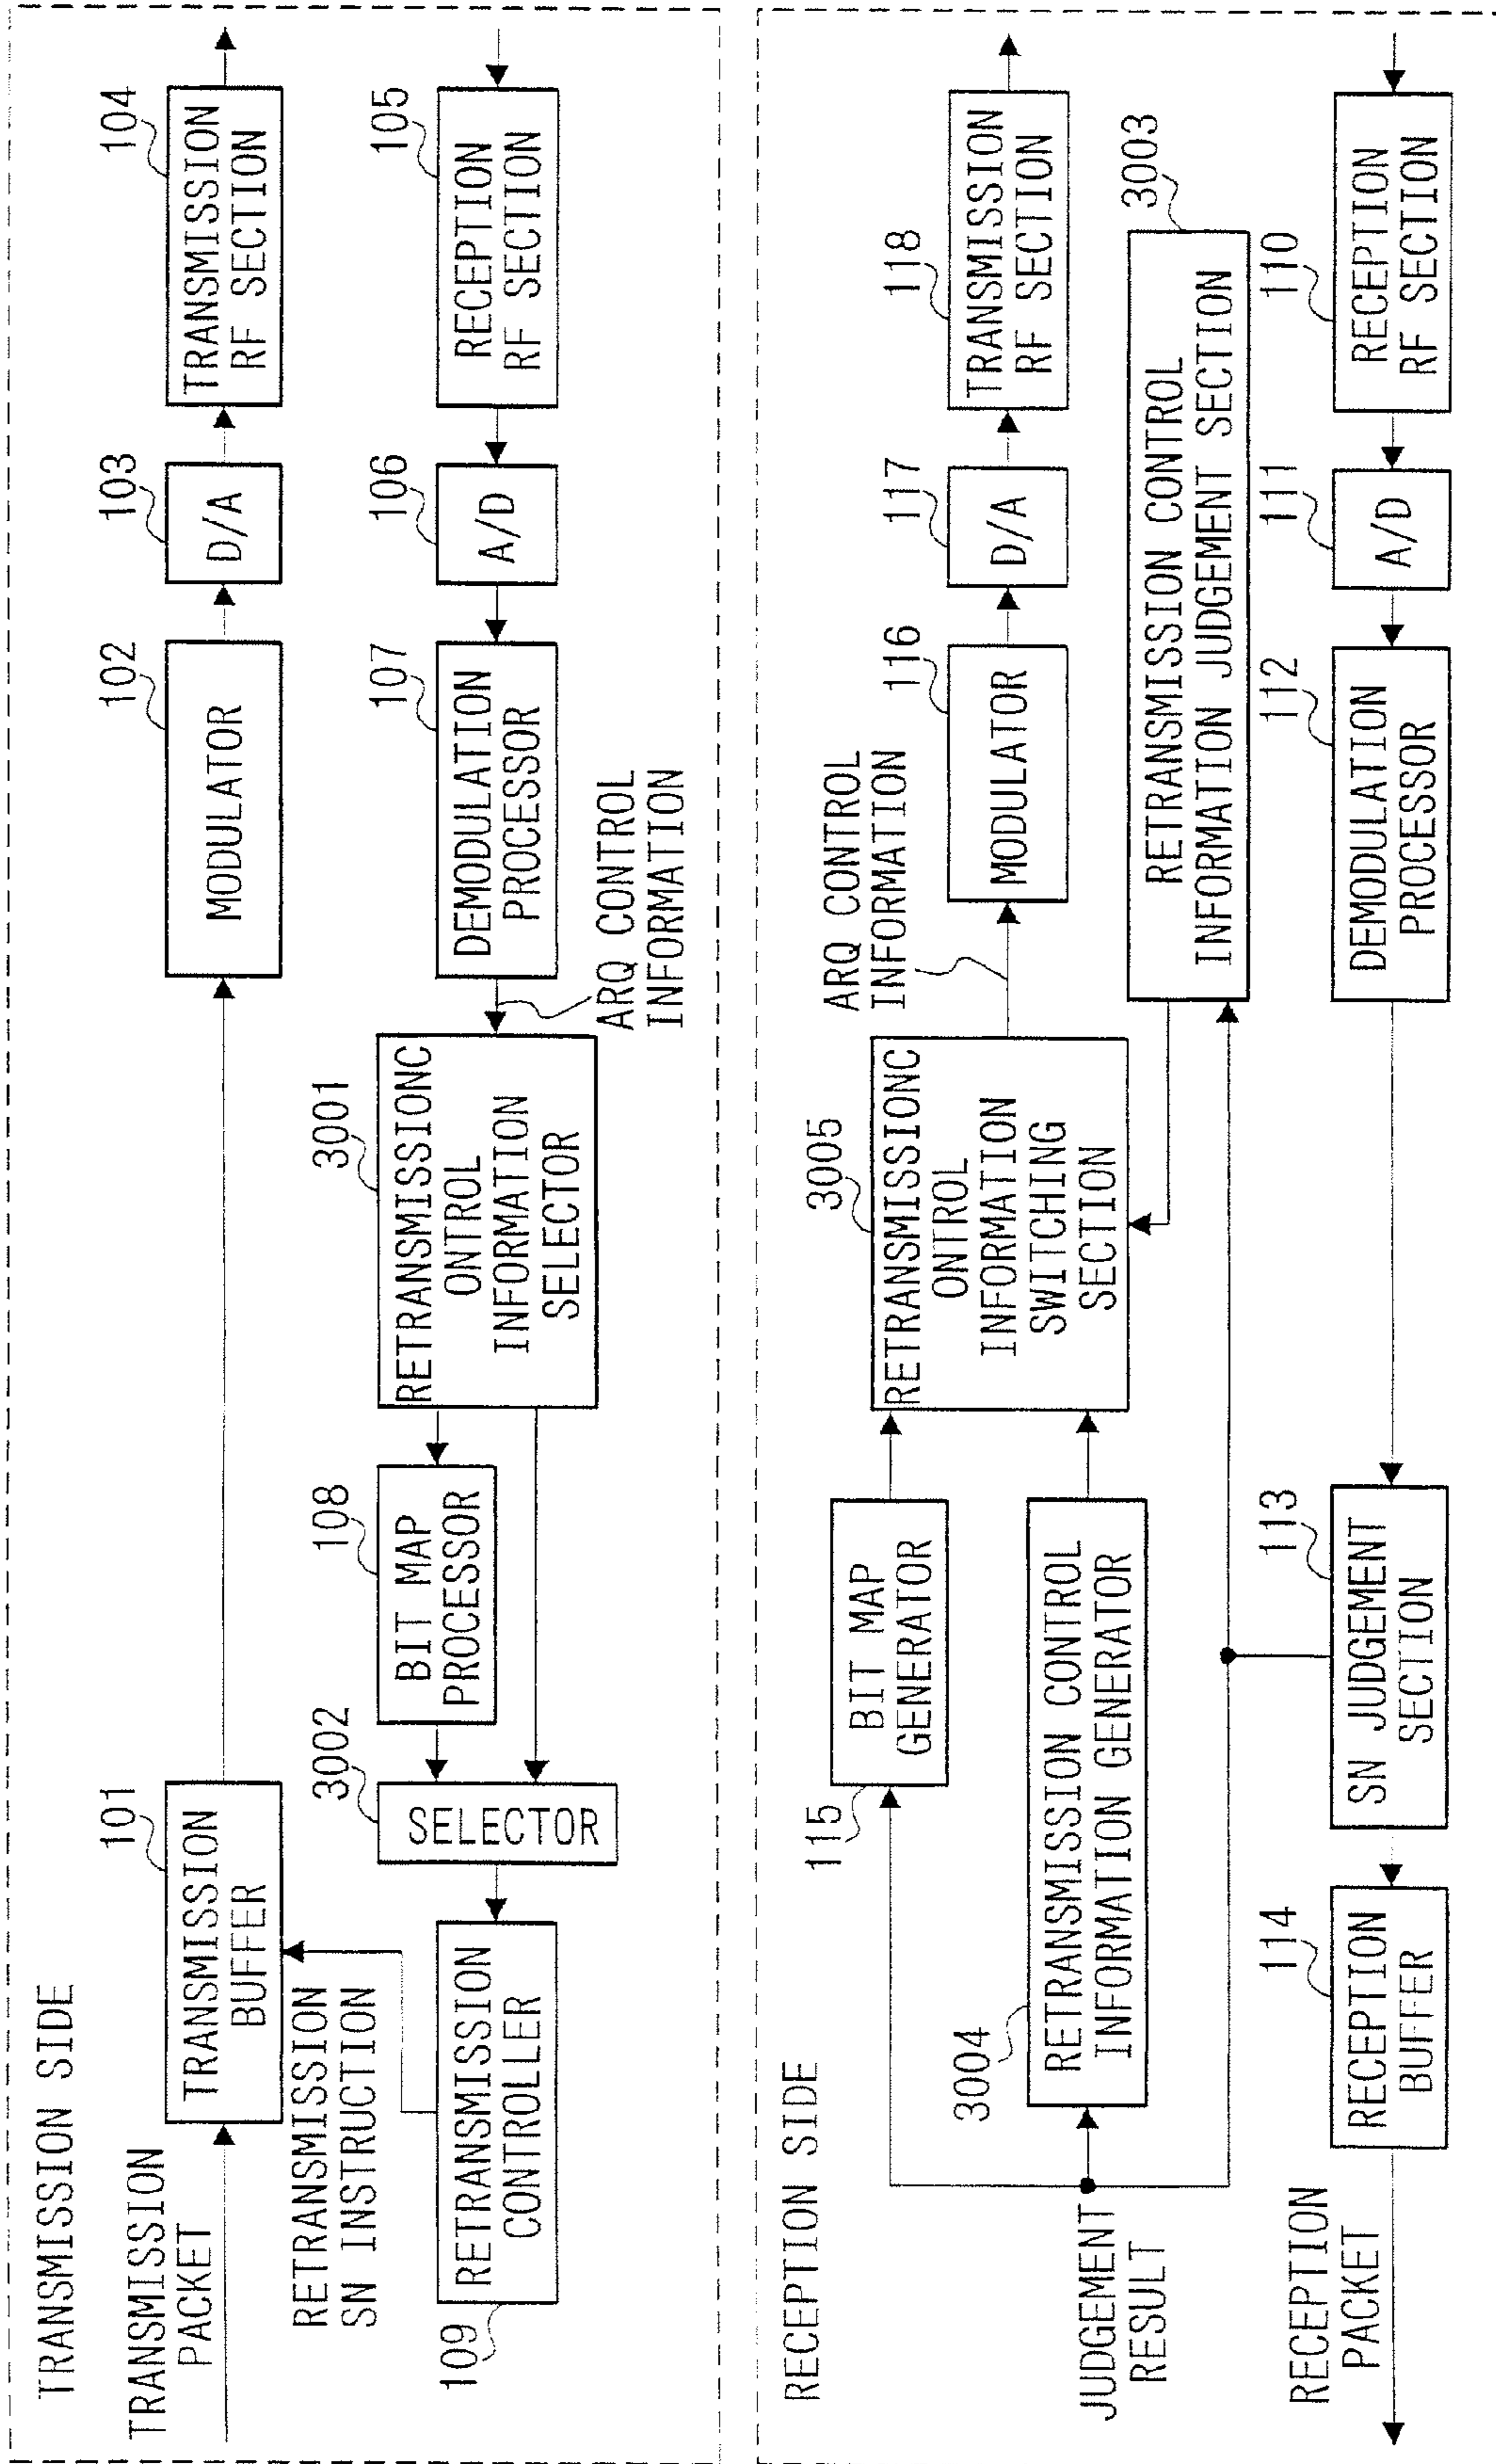 TRANSMISSION SIDE
TRANSMISSION
PACKET
101
TRANSMISSION
BUFFER
102
MODULATOR
103
D/A
104
TRANSMISSION
RF SECTION
RETRANSMISSION
SN INSTRUCTION
109
RETRANSMISSION
CONTROLLER
3002
SELECTOR
108
BIT MAP
PROCESSOR
3001
RETRANSMISSIONC
ONTROL
INFORMATION
SELECTOR
ARQ CONTROL
INFORMATION
107
DEMODULATION
PROCESSOR
106
A/D
105
RECEPTION
RF SECTION
RECEPTION SIDE
115
BIT MAP
GENERATOR
3005
RETRANSMISSIONC
ONTROL
INFORMATION
SWITCHING
SECTION
ARQ CONTROL
INFORMATION
116
MODULATOR
117
D/A
118
TRANSMISSION
RF SECTION
3004
RETRANSMISSION CONTROL
INFORMATION GENERATOR
JUDGEMENT
RESULT
3003
RETRANSMISSION CONTROL
INFORMATION JUDGEMENT SECTION
RECEPTION
PACKET
114
RECEPTION
BUFFER
113
SN JUDGEMENT
SECTION
112
DEMODULATION
PROCESSOR
111
A/D
110
RECEPTION
RF SECTION